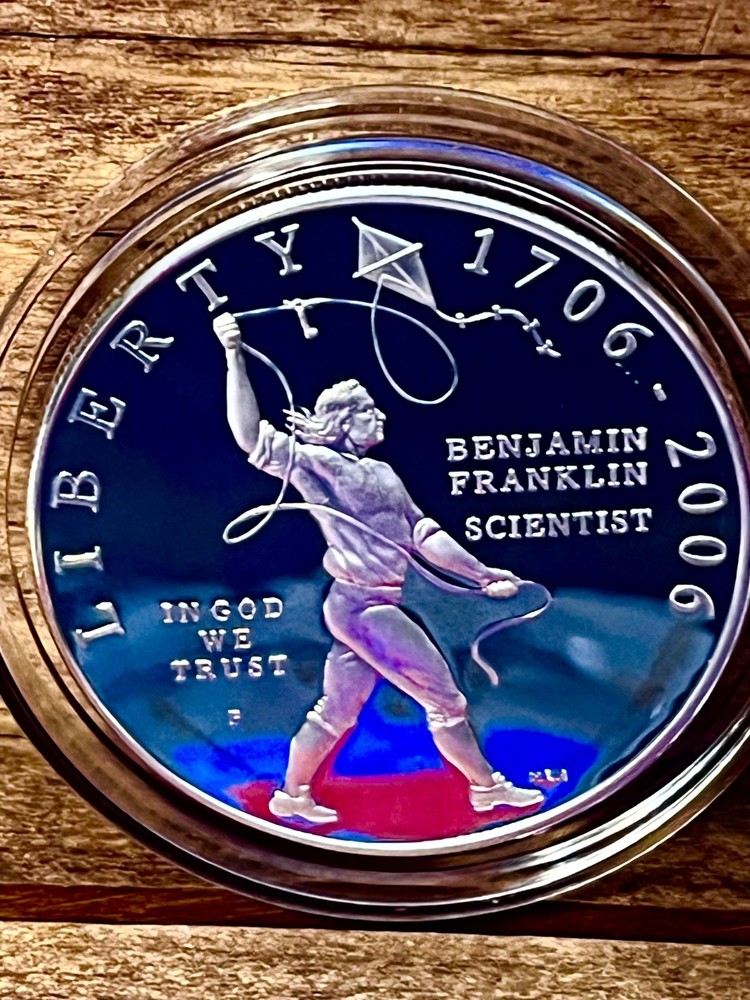 LIBERTY 1706-2006
BENJAMIN
FRANKLIN
SCIENTIST
IN GOD
WE
TRUST
P